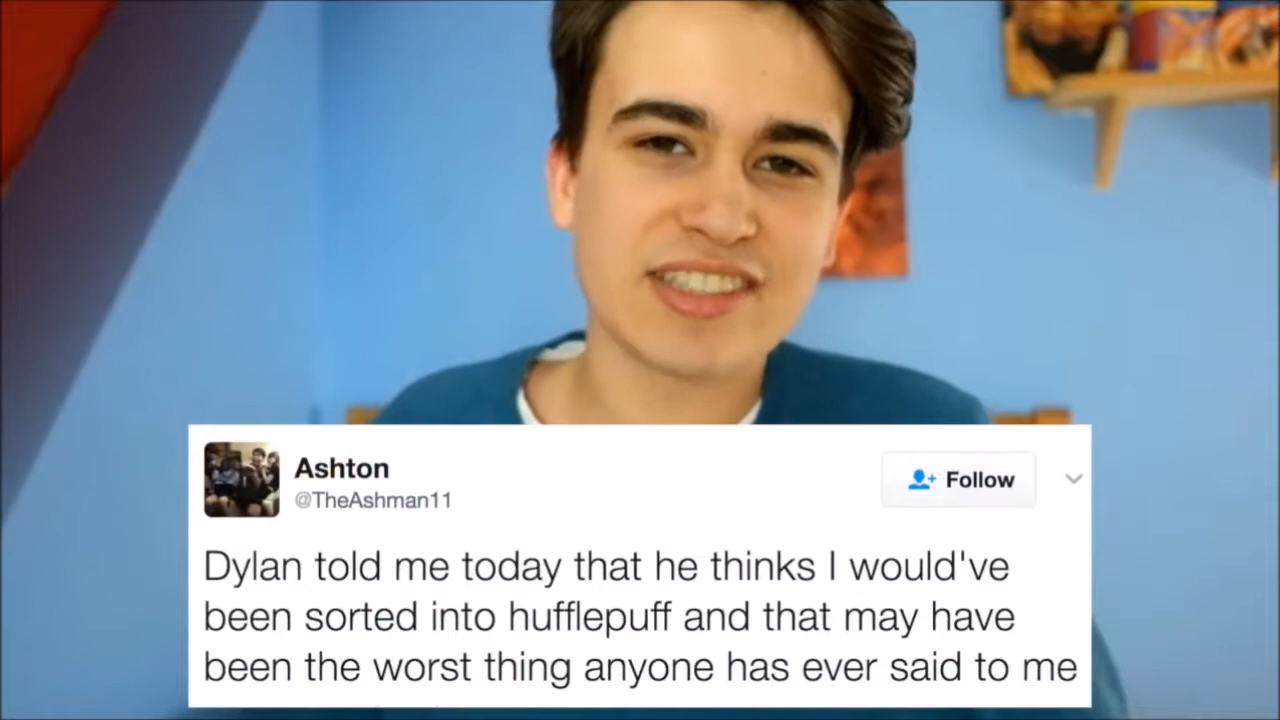 Ashton
@TheAshman11
Follow
Dylan told me today that he thinks I would've
been sorted into hufflepuff and that may have
been the worst thing anyone has ever said to me